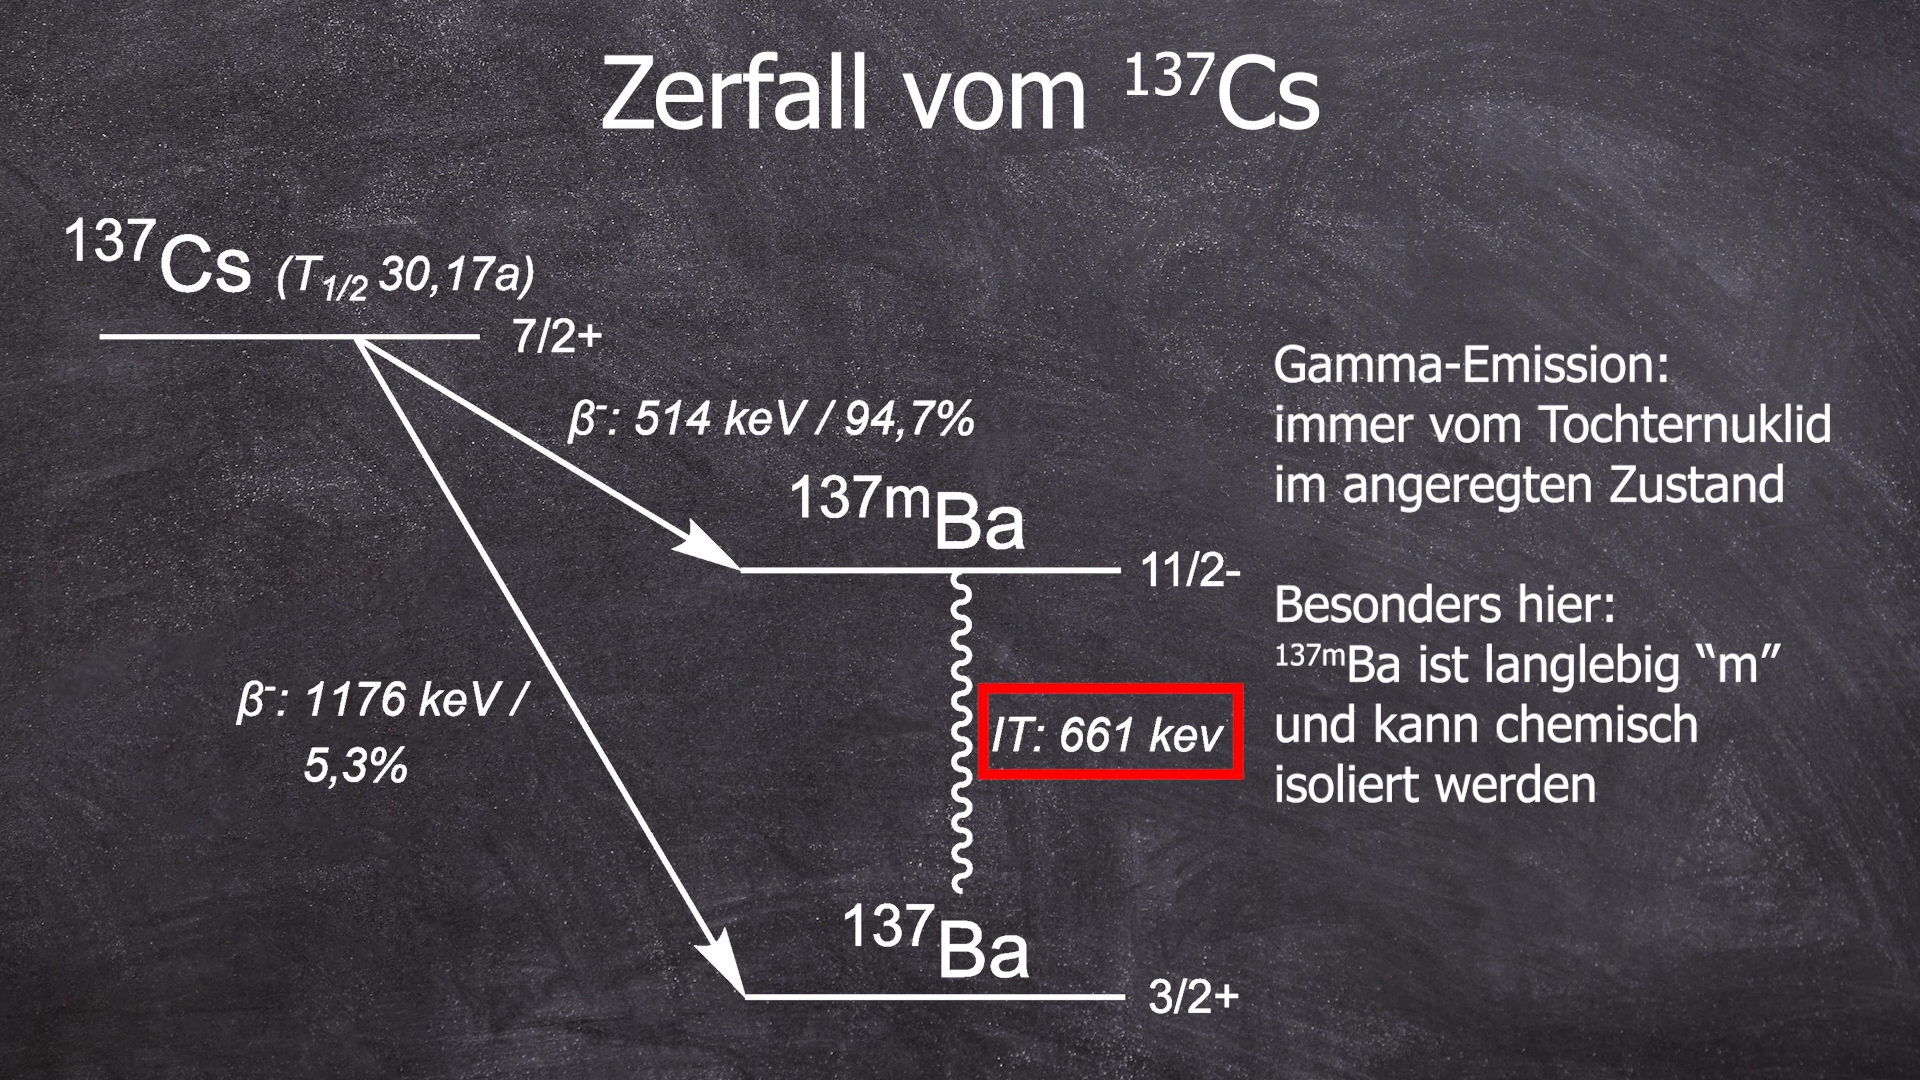 Zerfall vom ¹³⁷Cs
¹³⁷Cs (T₁/₂ 30,17a)
7/2+
β⁻: 514 keV / 94,7%
¹³⁷ᵐBa
11/2-
β⁻: 1176 keV /
5,3%
IT: 661 kev
¹³⁷Ba
3/2+
Gamma-Emission:
immer vom Tochternuklid
im angeregten Zustand
Besonders hier:
¹³⁷ᵐBa ist langlebig “m”
und kann chemisch
isoliert werden